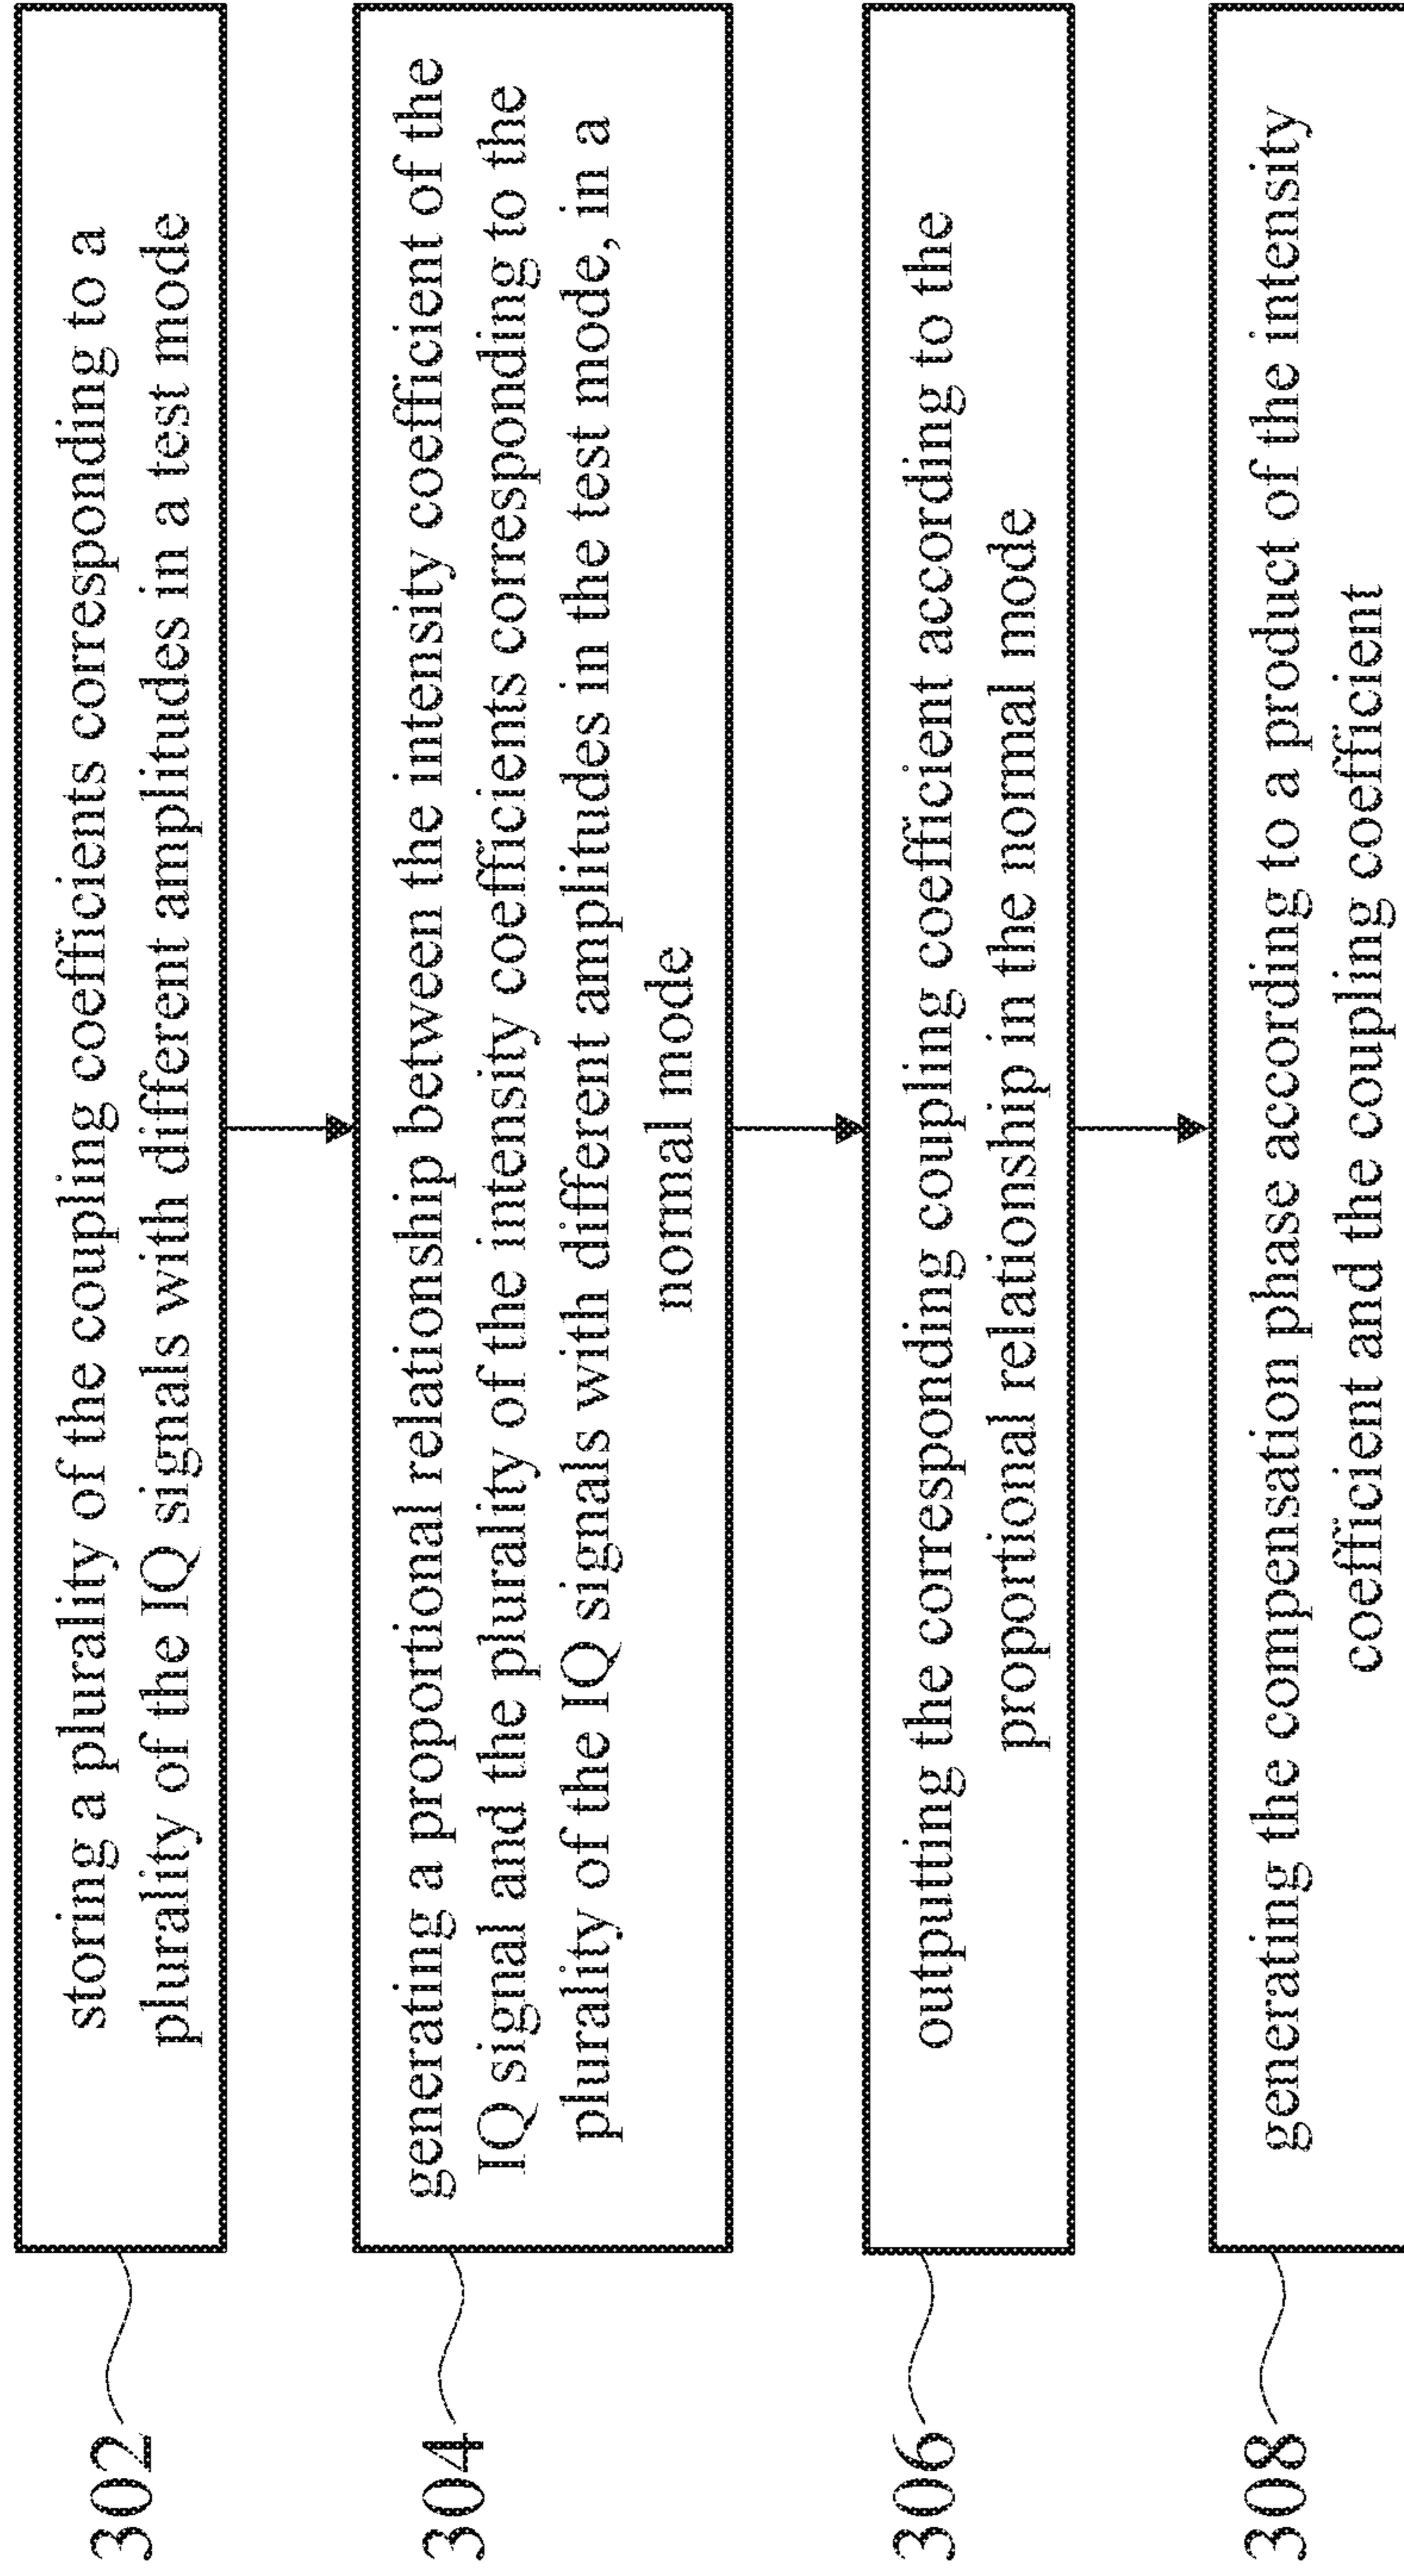 302
storing a plurality of the coupling coefficients corresponding to a
plurality of the IQ signals with different amplitudes in a test mode
304
generating a proportional relationship between the intensity coefficient of the
IQ signal and the plurality of the intensity coefficients corresponding to the
plurality of the IQ signals with different amplitudes in the test mode, in a
normal mode
306
outputting the corresponding coupling coefficient according to the
proportional relationship in the normal mode
308
generating the compensation phase according to a product of the intensity
coefficient and the coupling coefficient